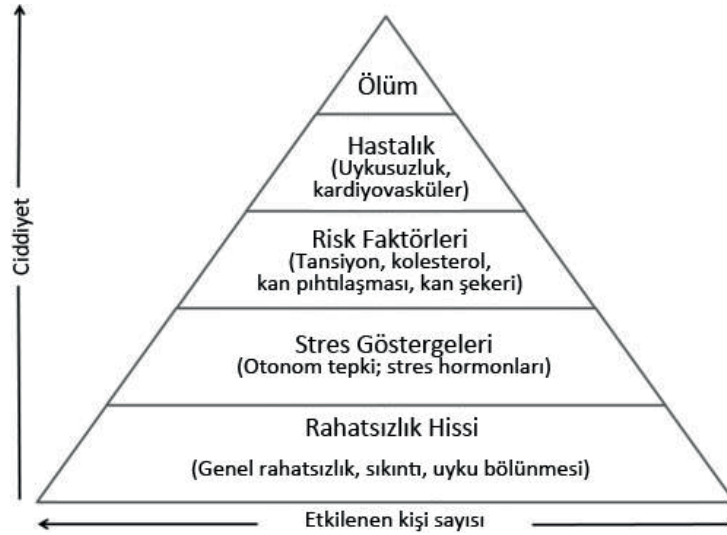 Ölüm
Hastalık
(Uykusuzluk,
kardiyovasküler)
Risk Faktörleri
(Tansiyon, kolesterol,
kan pıhtılaşması, kan şekeri)
Stres Göstergeleri
(Otonom tepki; stres hormonları)
Rahatsızlık Hissi
(Genel rahatsızlık, sıkıntı, uyku bölünmesi)
Ciddiyet
Etkilenen kişi sayısı